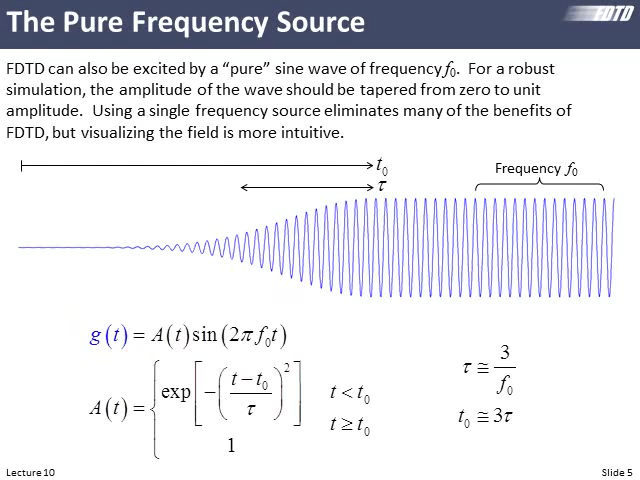 The Pure Frequency Source
FDTD
FDTD can also be excited by a “pure” sine wave of frequency f₀. For a robust
simulation, the amplitude of the wave should be tapered from zero to unit
amplitude. Using a single frequency source eliminates many of the benefits of
FDTD, but visualizing the field is more intuitive.
t₀
τ
Frequency f₀
g(t) = A(t)sin(2πf₀t)
A(t) = { exp[−((t−t₀)/τ)²] t < t₀
1 t ≥ t₀
τ ≅ 3/f₀
t₀ ≅ 3τ
Lecture 10
Slide 5